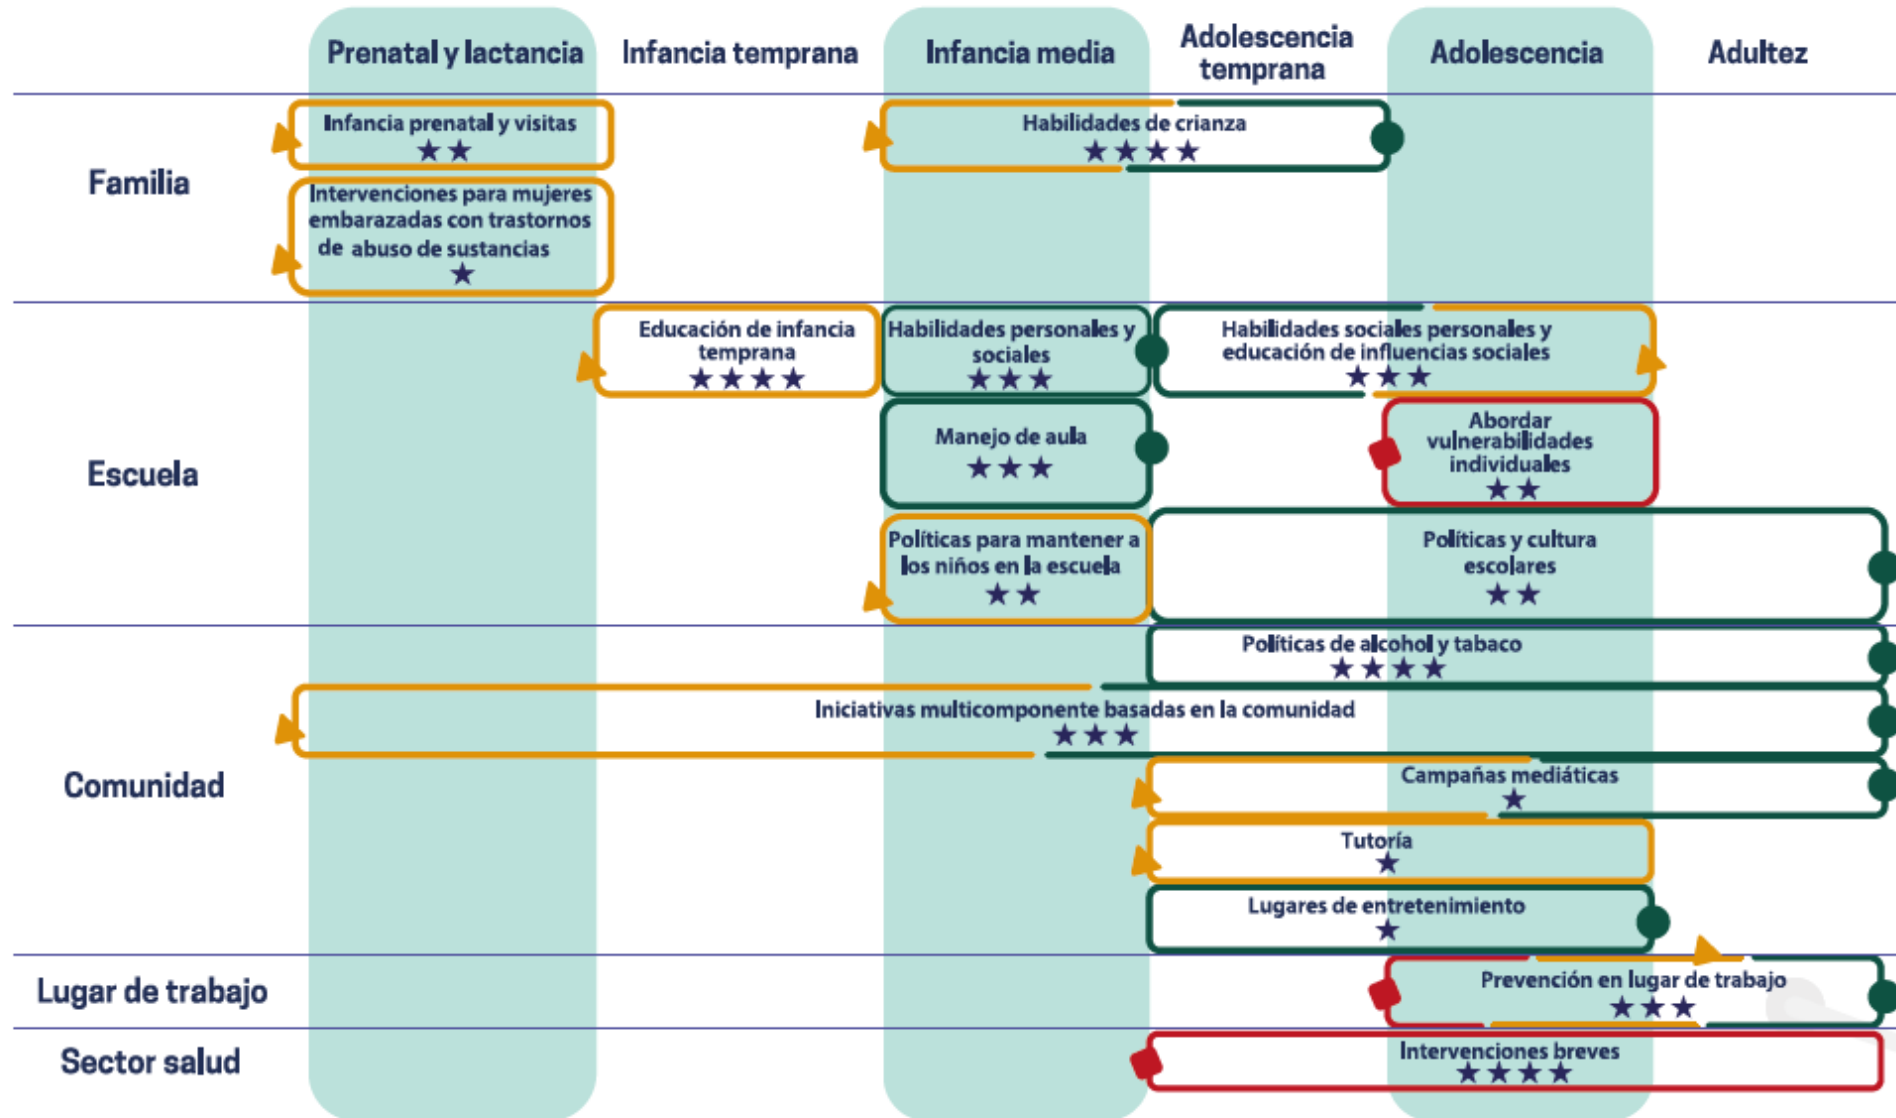 Prenatal y lactancia
Infancia temprana
Infancia media
Adolescencia
temprana
Adolescencia
Adultez
Familia
Infancia prenatal y visitas
★★
Habilidades de crianza
★★★★
Intervenciones para mujeres
embarazadas con trastornos
de abuso de sustancias
★
Escuela
Educación de infancia
temprana
★★★★
Habilidades personales y
sociales
★★★
Habilidades sociales personales y
educación de influencias sociales
★★★
Manejo de aula
★★★
Abordar
vulnerabilidades
individuales
★★
Políticas para mantener a
los niños en la escuela
★★
Políticas y cultura
escolares
★★
Comunidad
Políticas de alcohol y tabaco
★★★★
Iniciativas multicomponente basadas en la comunidad
★★★
Campañas mediáticas
★
Tutoría
★
Lugares de entretenimiento
★
Lugar de trabajo
Prevención en lugar de trabajo
★★★
Sector salud
Intervenciones breves
★★★★